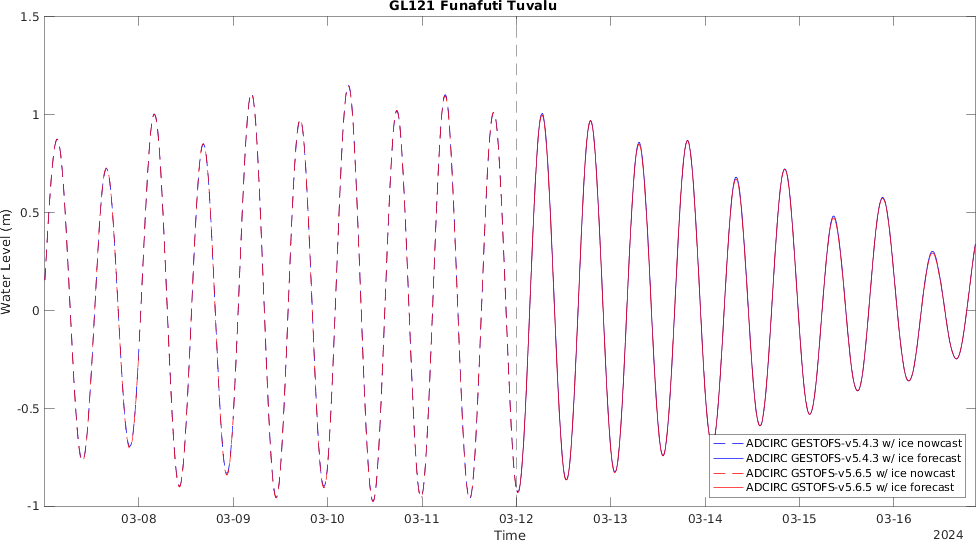 GL121 Funafuti Tuvalu
1.5
1
0.5
0
-0.5
-1
Water Level (m)
ADCIRC GESTOFS-v5.4.3 w/ ice nowcast
ADCIRC GESTOFS-v5.4.3 w/ ice forecast
ADCIRC GSTOFS-v5.6.5 w/ ice nowcast
ADCIRC GSTOFS-v5.6.5 w/ ice forecast
03-08 03-09 03-10 03-11 03-12 03-13 03-14 03-15 03-16
Time
2024